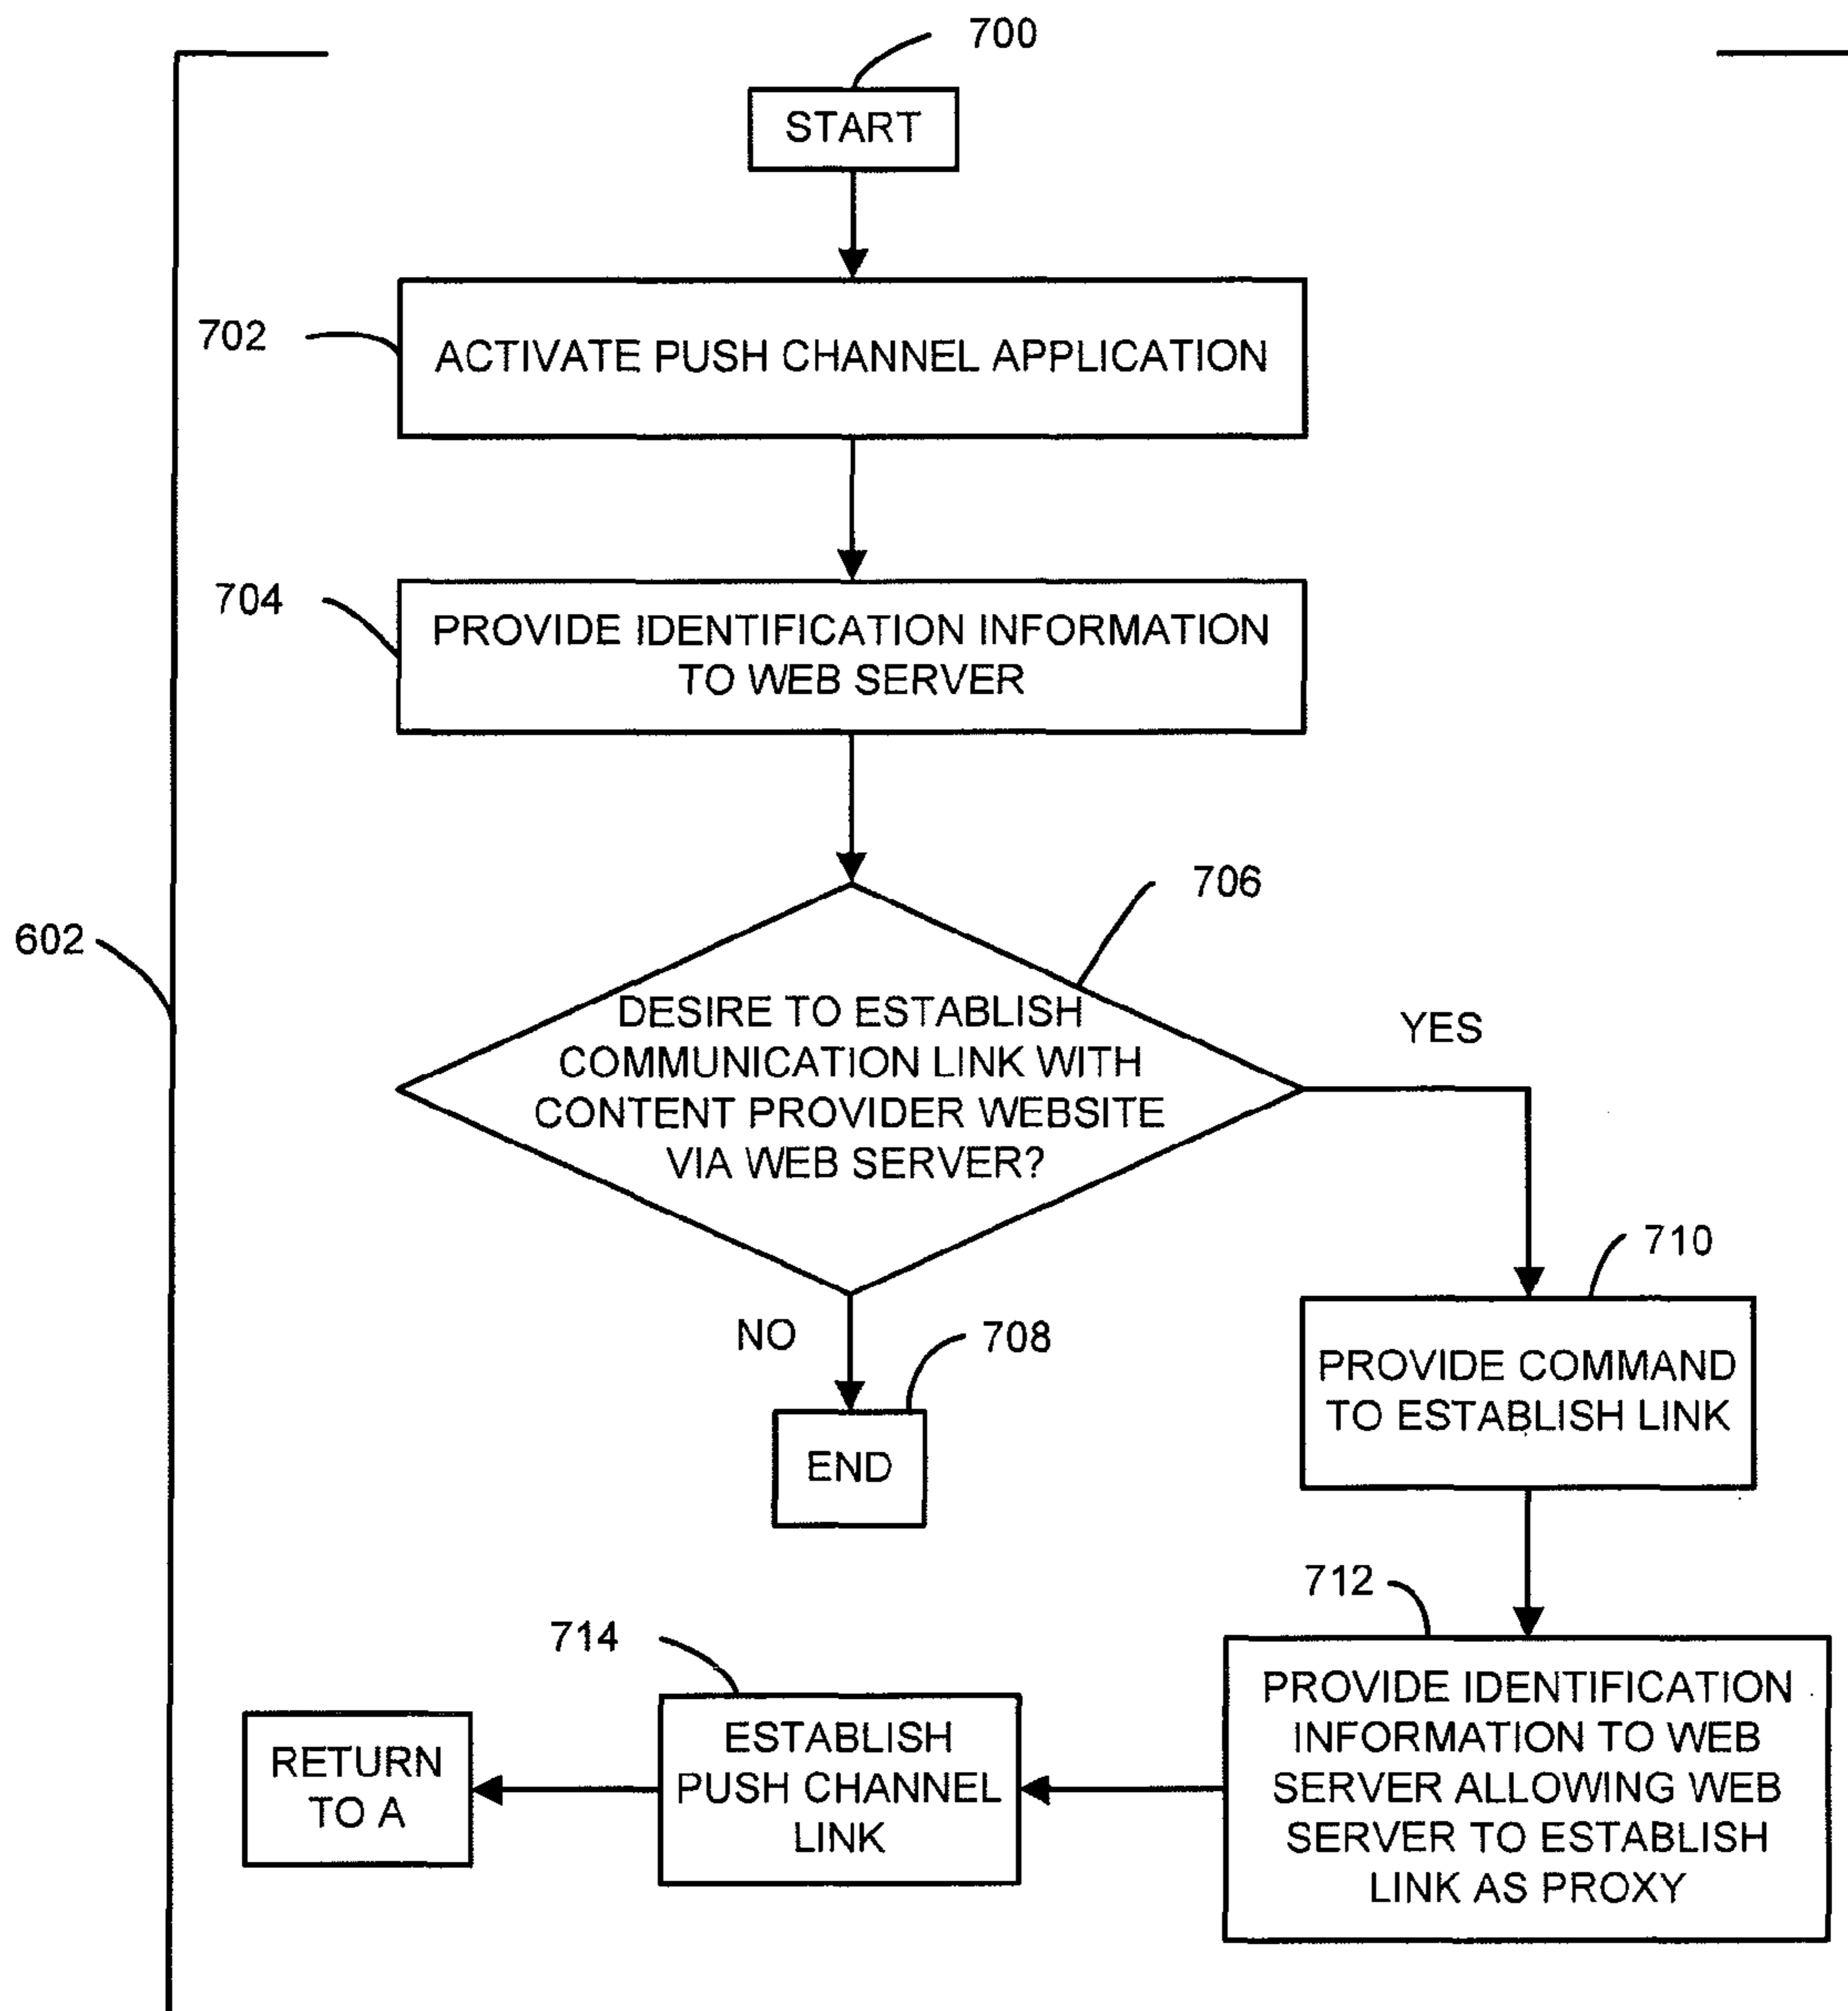 700
START
702
ACTIVATE PUSH CHANNEL APPLICATION
704
PROVIDE IDENTIFICATION INFORMATION
TO WEB SERVER
706
602
DESIRE TO ESTABLISH
COMMUNICATION LINK WITH
CONTENT PROVIDER WEBSITE
VIA WEB SERVER?
YES
NO
708
END
710
PROVIDE COMMAND
TO ESTABLISH LINK
712
PROVIDE IDENTIFICATION
INFORMATION TO WEB
SERVER ALLOWING WEB
SERVER TO ESTABLISH
LINK AS PROXY
714
ESTABLISH
PUSH CHANNEL
LINK
RETURN
TO A